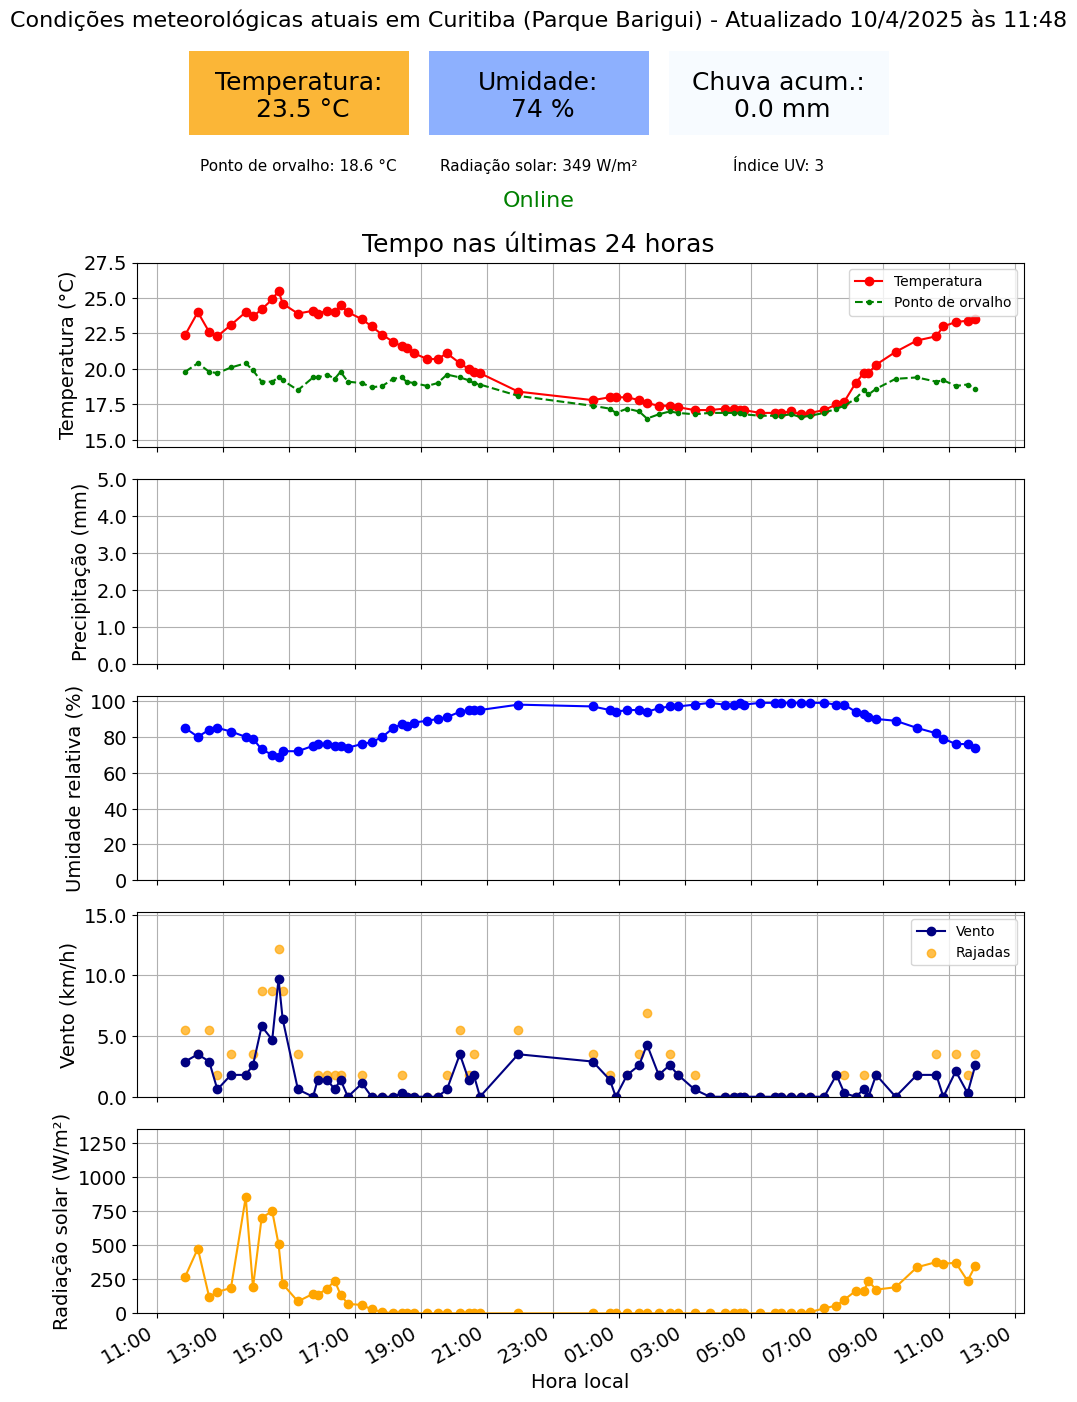 Condições meteorológicas atuais em Curitiba (Parque Barigui) - Atualizado 10/4/2025 às 11:48
Temperatura:
23.5 °C
Umidade:
74 %
Chuva acum.:
0.0 mm
Ponto de orvalho: 18.6 °C
Radiação solar: 349 W/m²
Índice UV: 3
Online
Tempo nas últimas 24 horas
Temperatura (°C)
27.5
25.0
22.5
20.0
17.5
15.0
Temperatura
Ponto de orvalho
Precipitação (mm)
5.0
4.0
3.0
2.0
1.0
0.0
Umidade relativa (%)
100
80
60
40
20
0
Vento (km/h)
15.0
10.0
5.0
0.0
Vento
Rajadas
Radiação solar (W/m²)
1250
1000
750
500
250
0
11:00
13:00
15:00
17:00
19:00
21:00
23:00
01:00
03:00
05:00
07:00
09:00
11:00
13:00
Hora local